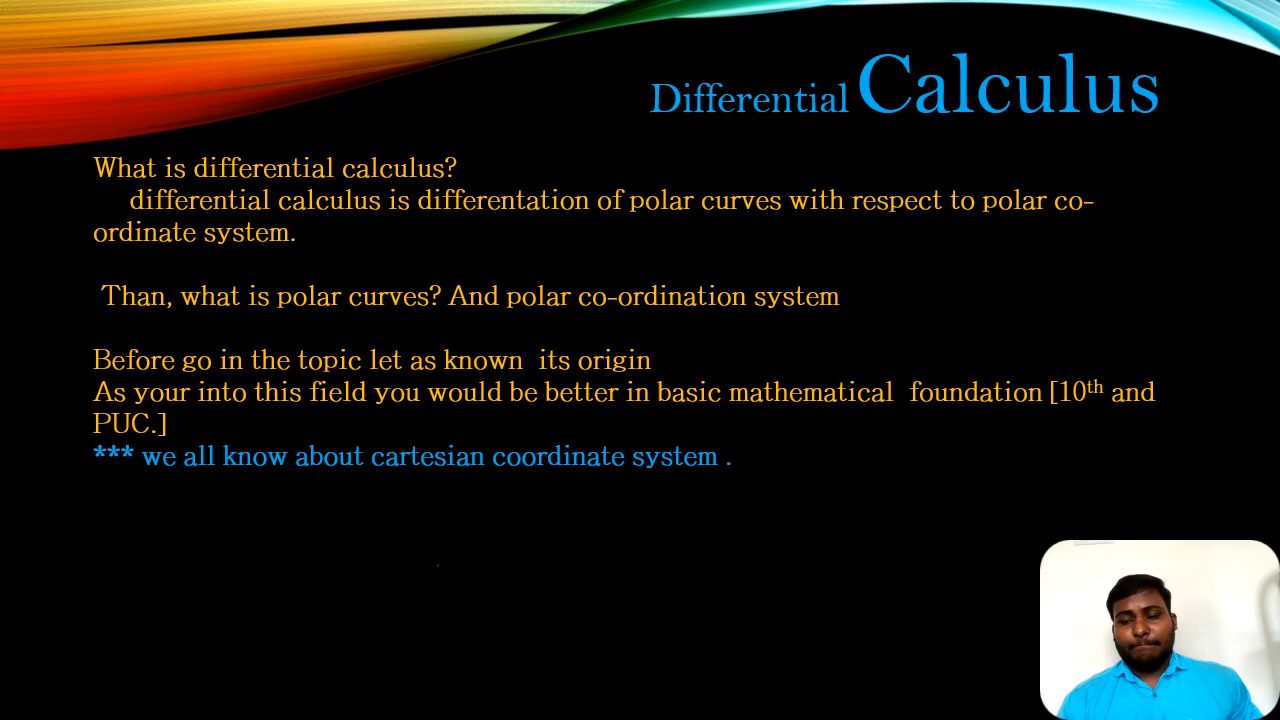 Differential Calculus
What is differential calculus?
differential calculus is differentation of polar curves with respect to polar co-
ordinate system.
Than, what is polar curves? And polar co-ordination system
Before go in the topic let as known its origin
As your into this field you would be better in basic mathematical foundation [10th and
PUC.]
*** we all know about cartesian coordinate system .